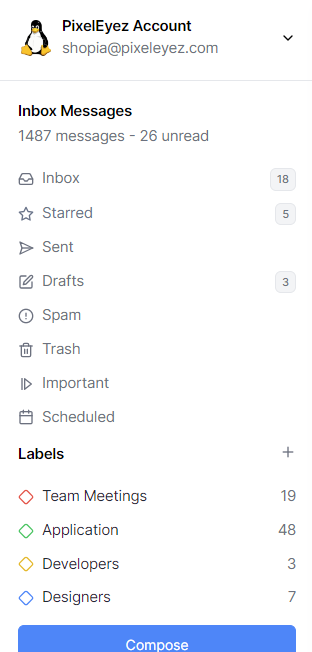 PixelEyez Account
shopia@pixeleyez.com
Inbox Messages
1487 messages - 26 unread
Inbox 18
Starred 5
Sent
Drafts 3
Spam
Trash
Important
Scheduled
Labels
Team Meetings 19
Application 48
Developers 3
Designers 7
Compose